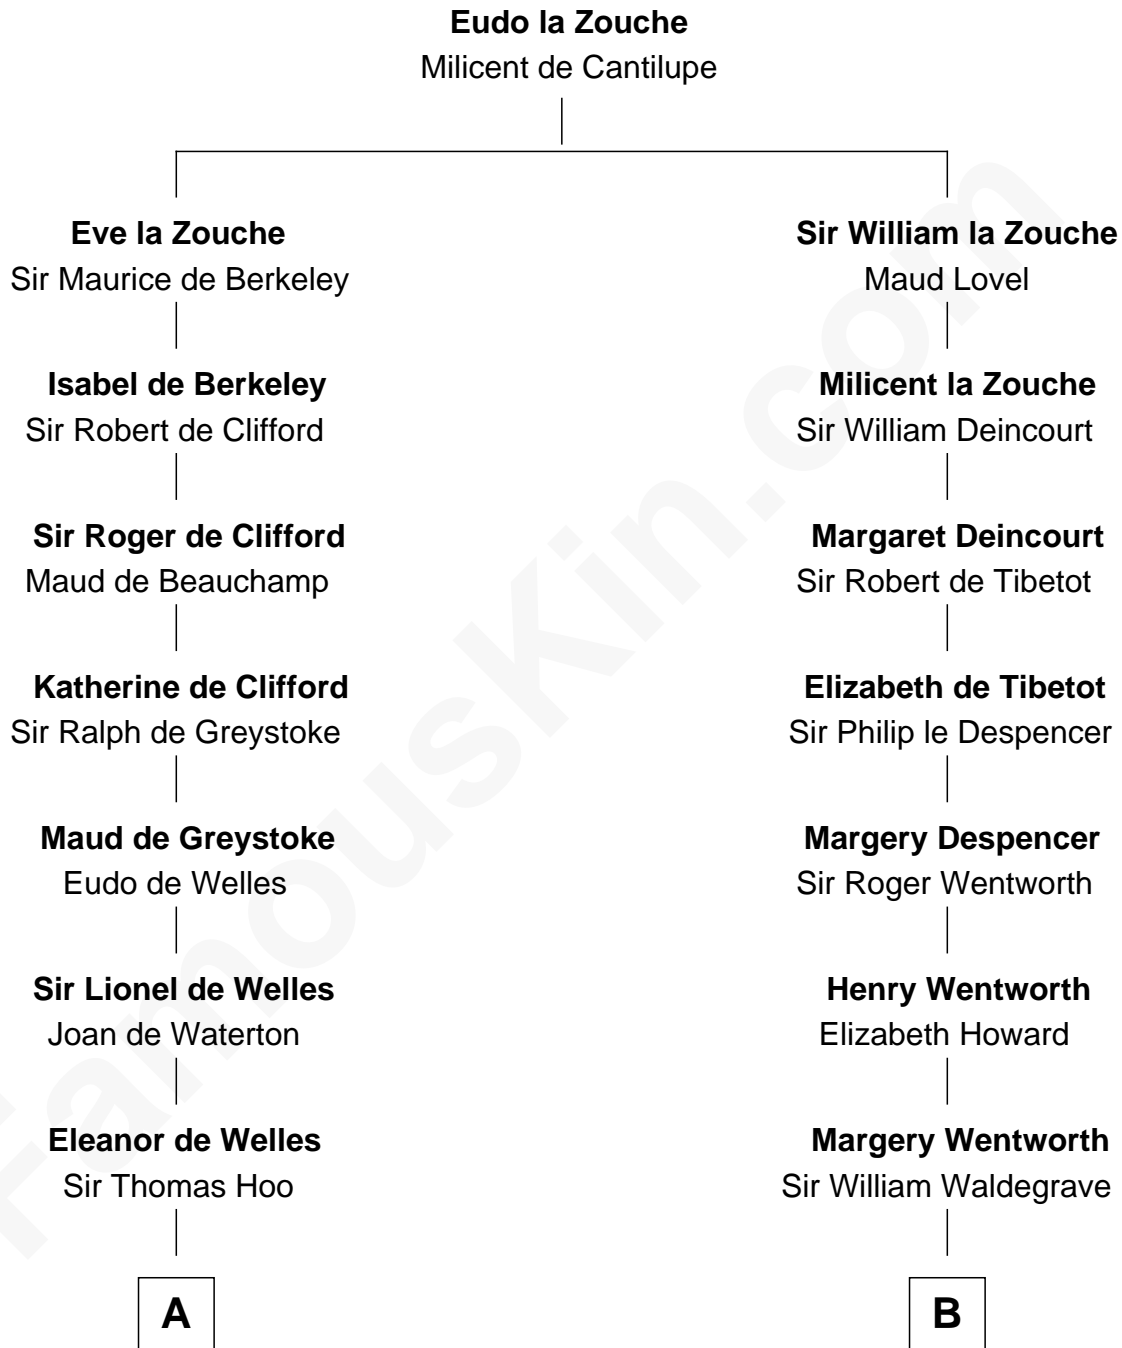 Eudo la Zouche
Milicent de Cantilupe
Eve la Zouche
Sir Maurice de Berkeley
Isabel de Berkeley
Sir Robert de Clifford
Sir Roger de Clifford
Maud de Beauchamp
Katherine de Clifford
Sir Ralph de Greystoke
Maud de Greystoke
Eudo de Welles
Sir Lionel de Welles
Joan de Waterton
Eleanor de Welles
Sir Thomas Hoo
A
Sir William la Zouche
Maud Lovel
Milicent la Zouche
Sir William Deincourt
Margaret Deincourt
Sir Robert de Tibetot
Elizabeth de Tibetot
Sir Philip le Despencer
Margery Despencer
Sir Roger Wentworth
Henry Wentworth
Elizabeth Howard
Margery Wentworth
Sir William Waldegrave
B
FamousKin.com